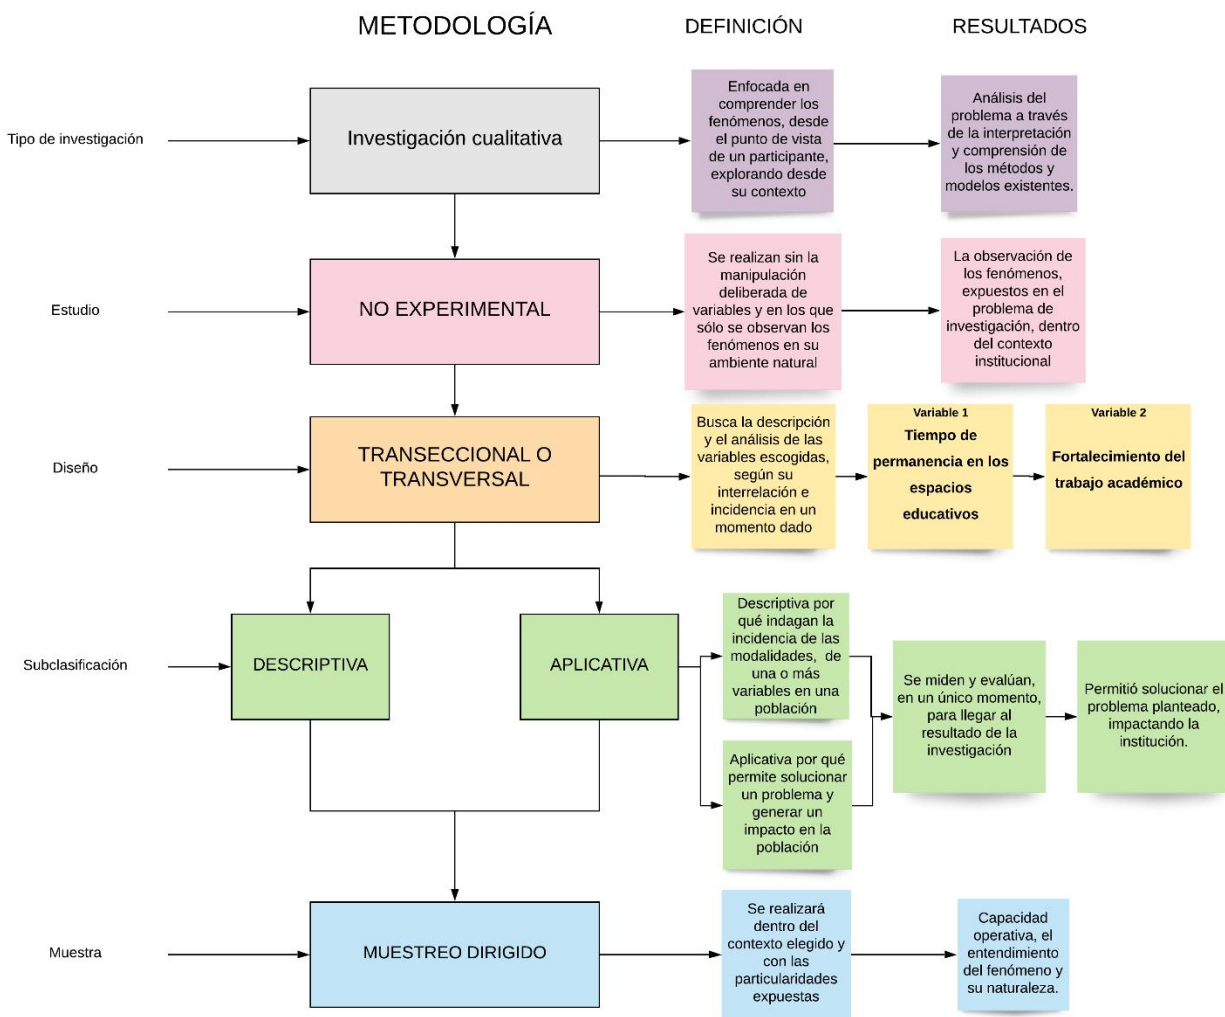 METODOLOGÍA
DEFINICIÓN
RESULTADOS
Tipo de investigación
Investigación cualitativa
Enfocada en
comprender los
fenómenos, desde
el punto de vista
de un participante,
explorando desde
su contexto
Análisis del
problema a través
de la interpretación
y comprensión de
los métodos y
modelos existentes.
Estudio
NO EXPERIMENTAL
Se realizan sin la
manipulación
deliberada de
variables y en los que
sólo se observan los
fenómenos en su
ambiente natural
La observación de
los fenómenos,
expuestos en el
problema de
investigación, dentro
del contexto
institucional
Diseño
TRANSECCIONAL O
TRANSVERSAL
Busca la descripción
y el análisis de las
variables escogidas,
según su
interrelación e
incidencia en un
momento dado
Variable 1
Tiempo de
permanencia en los
espacios
educativos
Variable 2
Fortalecimiento del
trabajo académico
Subclasificación
DESCRIPTIVA
APLICATIVA
Descriptiva por
qué indagan la
incidencia de las
modalidades, de
una o más
variables en una
población
Aplicativa por qué
permite solucionar
un problema y
generar un
impacto en la
población
Se miden y evalúan,
en un único momento,
para llegar al
resultado de la
investigación
Permitió solucionar el
problema planteado,
impactando la
institución.
Muestra
MUESTREO DIRIGIDO
Se realizará
dentro del
contexto elegido y
con las
particularidades
expuestas
Capacidad
operativa, el
entendimiento
del fenómeno y
su naturaleza.